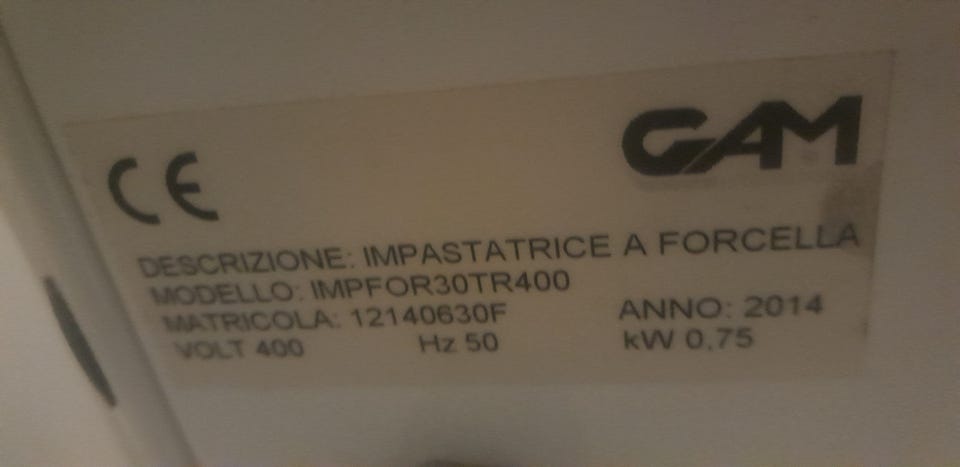 CE GAM
DESCRIZIONE: IMPASTATRICE A FORCELLA
MODELLO: IMPFOR30TR400
MATRICOLA: 12140630F ANNO: 2014
VOLT 400 Hz 50 kW 0,75